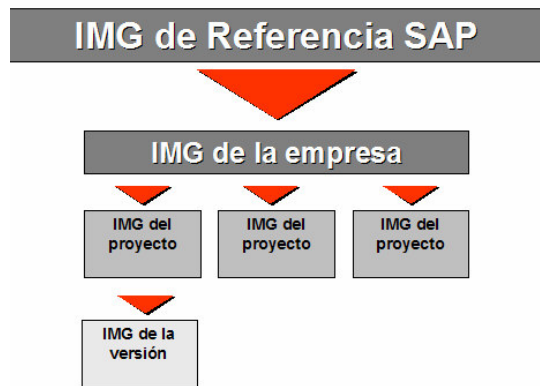 IMG de Referencia SAP
IMG de la empresa
IMG del
proyecto
IMG del
proyecto
IMG del
proyecto
IMG de la
versión